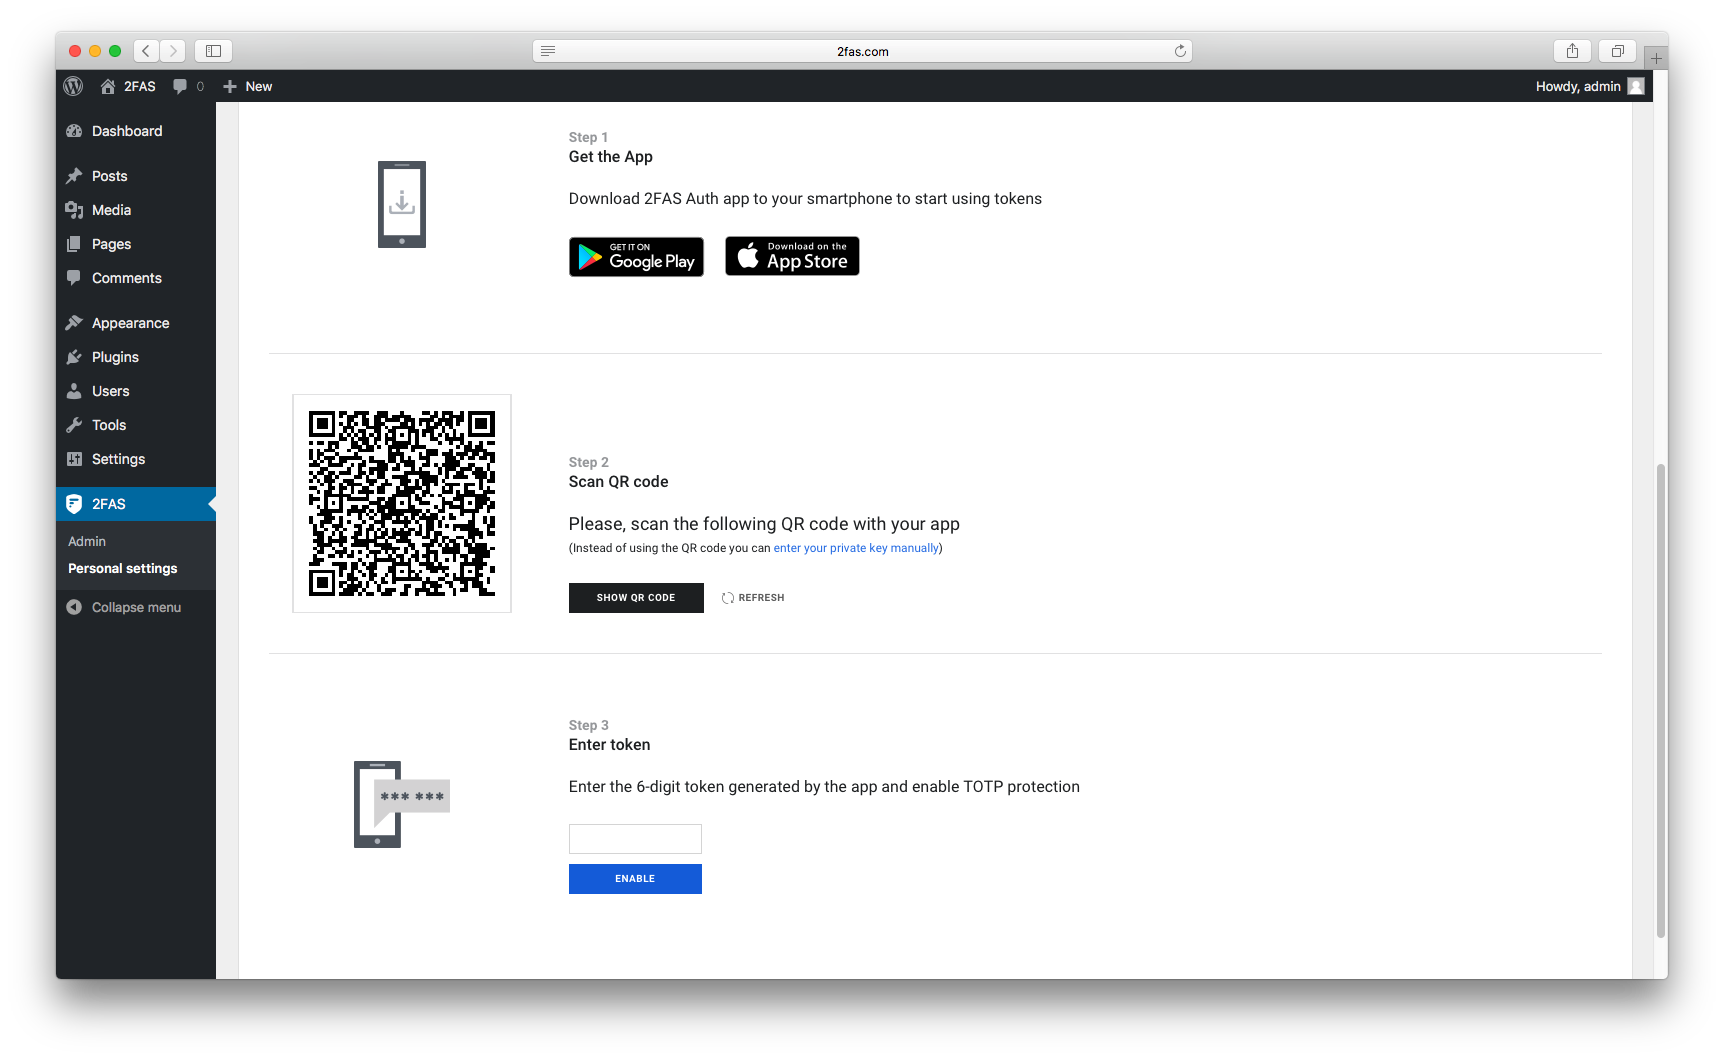 2fas.com
2FAS
0
New
Howdy, admin
Dashboard
Posts
Media
Pages
Comments
Appearance
Plugins
Users
Tools
Settings
2FAS
Admin
Personal settings
Collapse menu
Step 1
Get the App
Download 2FAS Auth app to your smartphone to start using tokens
GET IT ON
Google Play
Download on the
App Store
Step 2
Scan QR code
Please, scan the following QR code with your app
(Instead of using the QR code you can enter your private key manually)
SHOW QR CODE
REFRESH
Step 3
Enter token
Enter the 6-digit token generated by the app and enable TOTP protection
*** ***
ENABLE